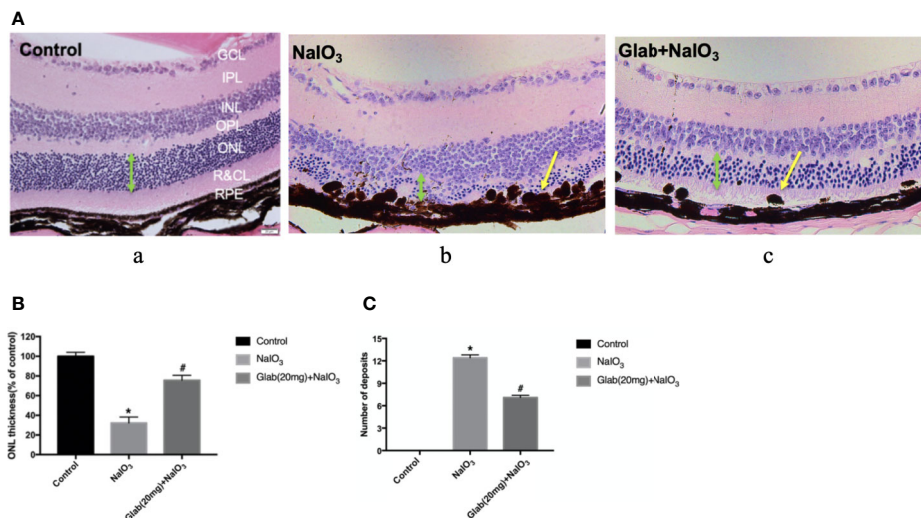 A
Control
GCL
IPL
INL
OPL
ONL
R&CL
RPE
a
NaIO₃
b
Glab+NaIO₃
c
B
ONL thickness(% of control)
120
100
80
60
40
20
0
*
#
Control
NaIO₃
Glab(20mg)+NaIO₃
Control
NaIO₃
Glab(20mg)+NaIO₃
C
Number of deposits
15
12
9
6
3
0
*
#
Control
NaIO₃
Glab(20mg)+NaIO₃
Control
NaIO₃
Glab(20mg)+NaIO₃